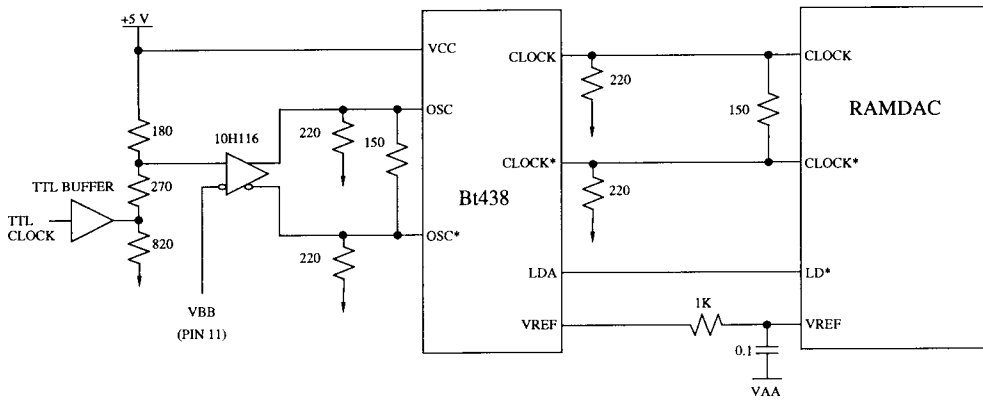 +5 V
VCC
CLOCK
CLOCK
220
180
OSC
150
RAMDAC
10H116
220
150
CLOCK*
CLOCK*
TTL BUFFER
270
Bt438
220
TTL
CLOCK
820
OSC*
220
LDA
LD*
VBB
(PIN 11)
1K
VREF
VREF
0.1
VAA